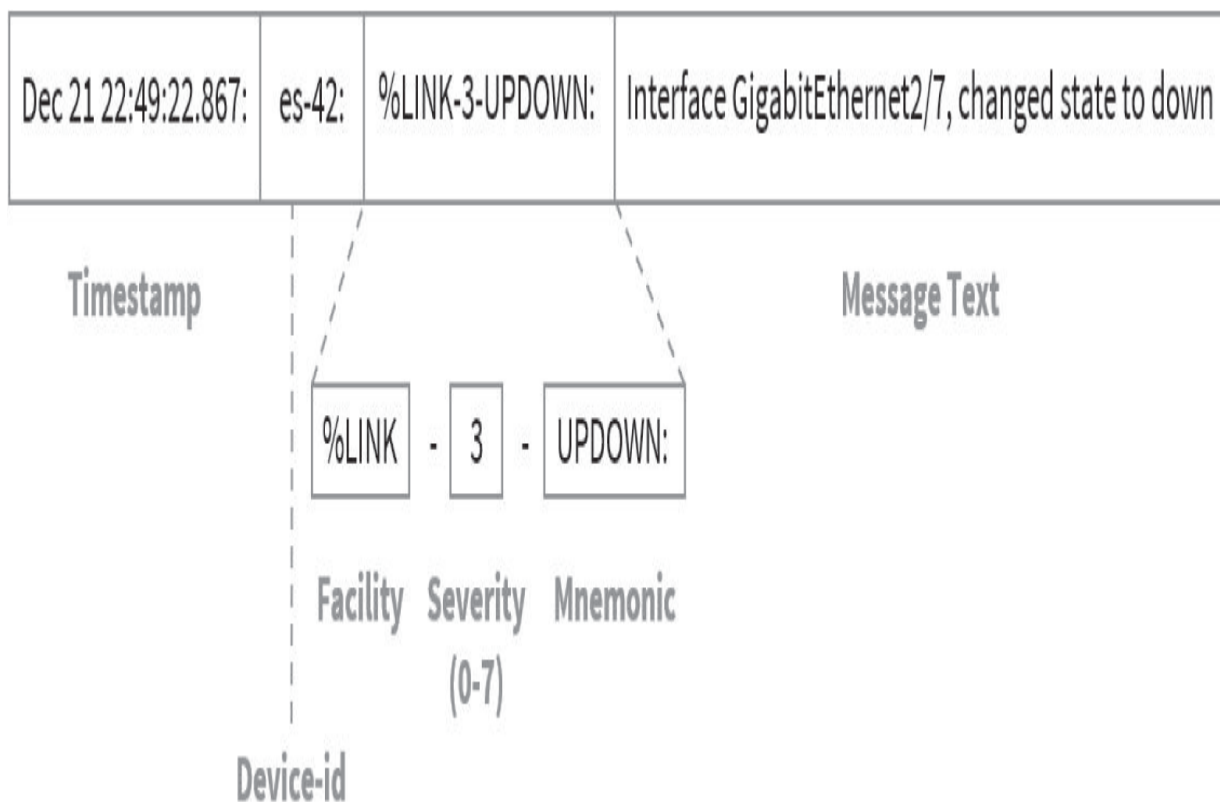 Dec 21 22:49:22.867: es-42: %LINK-3-UPDOWN: Interface GigabitEthernet2/7, changed state to down
Timestamp Message Text
%LINK - 3 - UPDOWN:
Facility Severity Mnemonic
(0-7)
Device-id